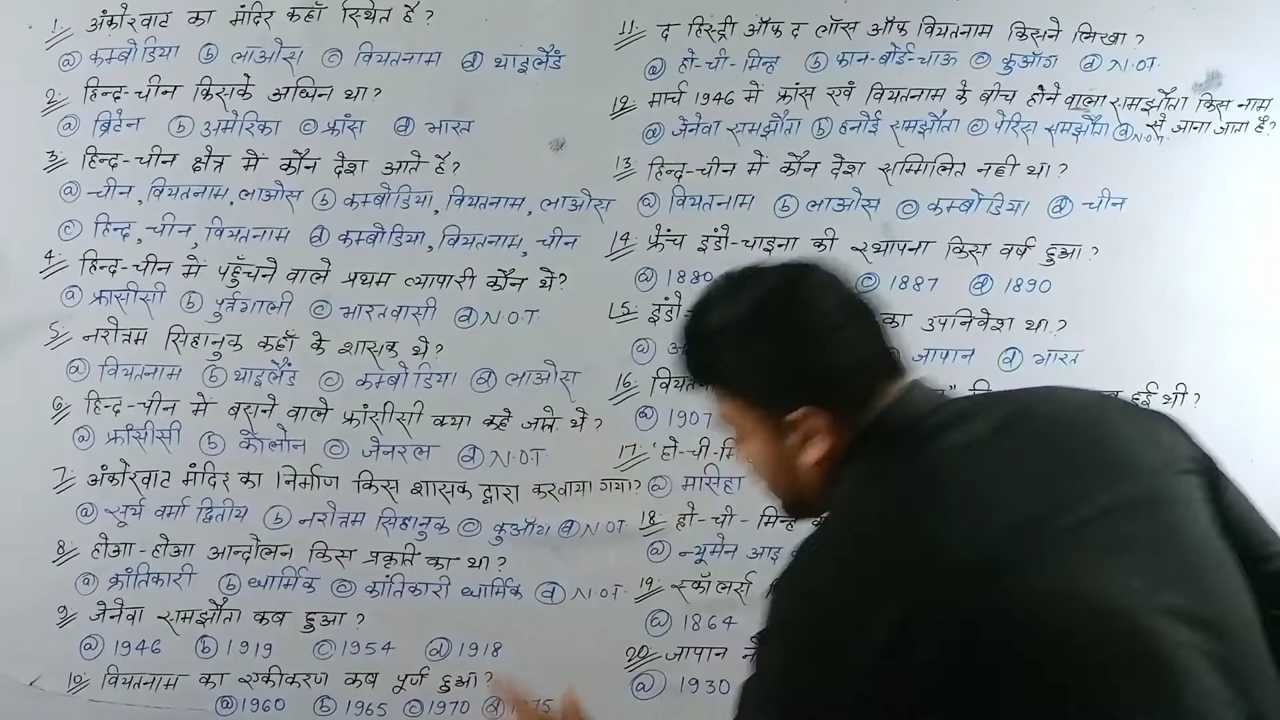 1. अंकोरवाट का मंदिर कहाँ स्थित है ?
(a) कम्बोडिया (b) लाओस (c) वियतनाम (d) थाइलैंड
2. हिन्द-चीन किसके अधिन था ?
(a) ब्रिटेन (b) अमेरिका (c) फ्रांस (d) भारत
3. हिन्द-चीन क्षेत्र में कौन देश आते है ?
(a) चीन, वियतनाम, लाओस (b) कम्बोडिया, वियतनाम, लाओस
(c) हिन्द, चीन, वियतनाम (d) कम्बोडिया, वियतनाम, चीन
4. हिन्द-चीन में पहुँचने वाले प्रथम व्यापारी कौन थे ?
(a) फ्रासीसी (b) पुर्तगाली (c) भारतवासी (d) N.O.T.
5. नरोत्तम सिहानुक कहाँ के शासक थे ?
(a) वियतनाम (b) थाइलैंड (c) कम्बोडिया (d) लाओस
6. हिन्द-चीन में बसने वाले फ्रांसीसी क्या कहे जाते थे ?
(a) फ्रांसीसी (b) कोलोन (c) जेनरल (d) N.O.T
7. अंकोरवाट मंदिर का निर्माण किस शासक द्वारा करवाया गया ?
(a) सूर्य वर्मा द्वितीय (b) नरोत्तम सिहानुक (c) कुआंग (d) NOT
8. होआ-होआ आन्दोलन किस प्रकृति का था ?
(a) क्रांतिकारी (b) धार्मिक (c) क्रांतिकारी धार्मिक (d) N.O.T.
9. जेनेवा समझौता कब हुआ ?
(a) 1946 (b) 1919 (c) 1954 (d) 1918
10. वियतनाम का एकीकरण कब पूर्ण हुआ ?
(a) 1960 (b) 1965 (c) 1970 (d)
11. द हिस्ट्री ऑफ द लॉस ऑफ वियतनाम किसने लिखा ?
(a) हो-ची-मिन्ह (b) फान-बोर्ड-चाऊ (c) कुआंग (d) N.O.T.
12. मार्च 1946 में फ्रांस एवं वियतनाम के बीच होने वाला समझौता किस नाम
से जाना जाता है ?
(a) जेनेवा समझौता (b) हनोई समझौता (c) पेरिस समझौता (d) NOT.
13. हिन्द-चीन में कौन देश सम्मिलित नही था ?
(a) वियतनाम (b) लाओस (c) कम्बोडिया (d) चीन
14. फ्रेंच इंडो-चाइना की स्थापना किस वर्ष हुआ ?
(a) 1880 (c) 1887 (d) 1890
15. इंडो- का उपनिवेश था ?
(a) जापान (d) भारत
16. हुई थी ?
(a) 1907
17. 'हो-ची-
(a) मसिहा
18. हो-ची-मिन्ह
(a) न्यूमेन आइ
19. स्कॉलर्स
(a) 1864
20. जापान ने
(a) 1930